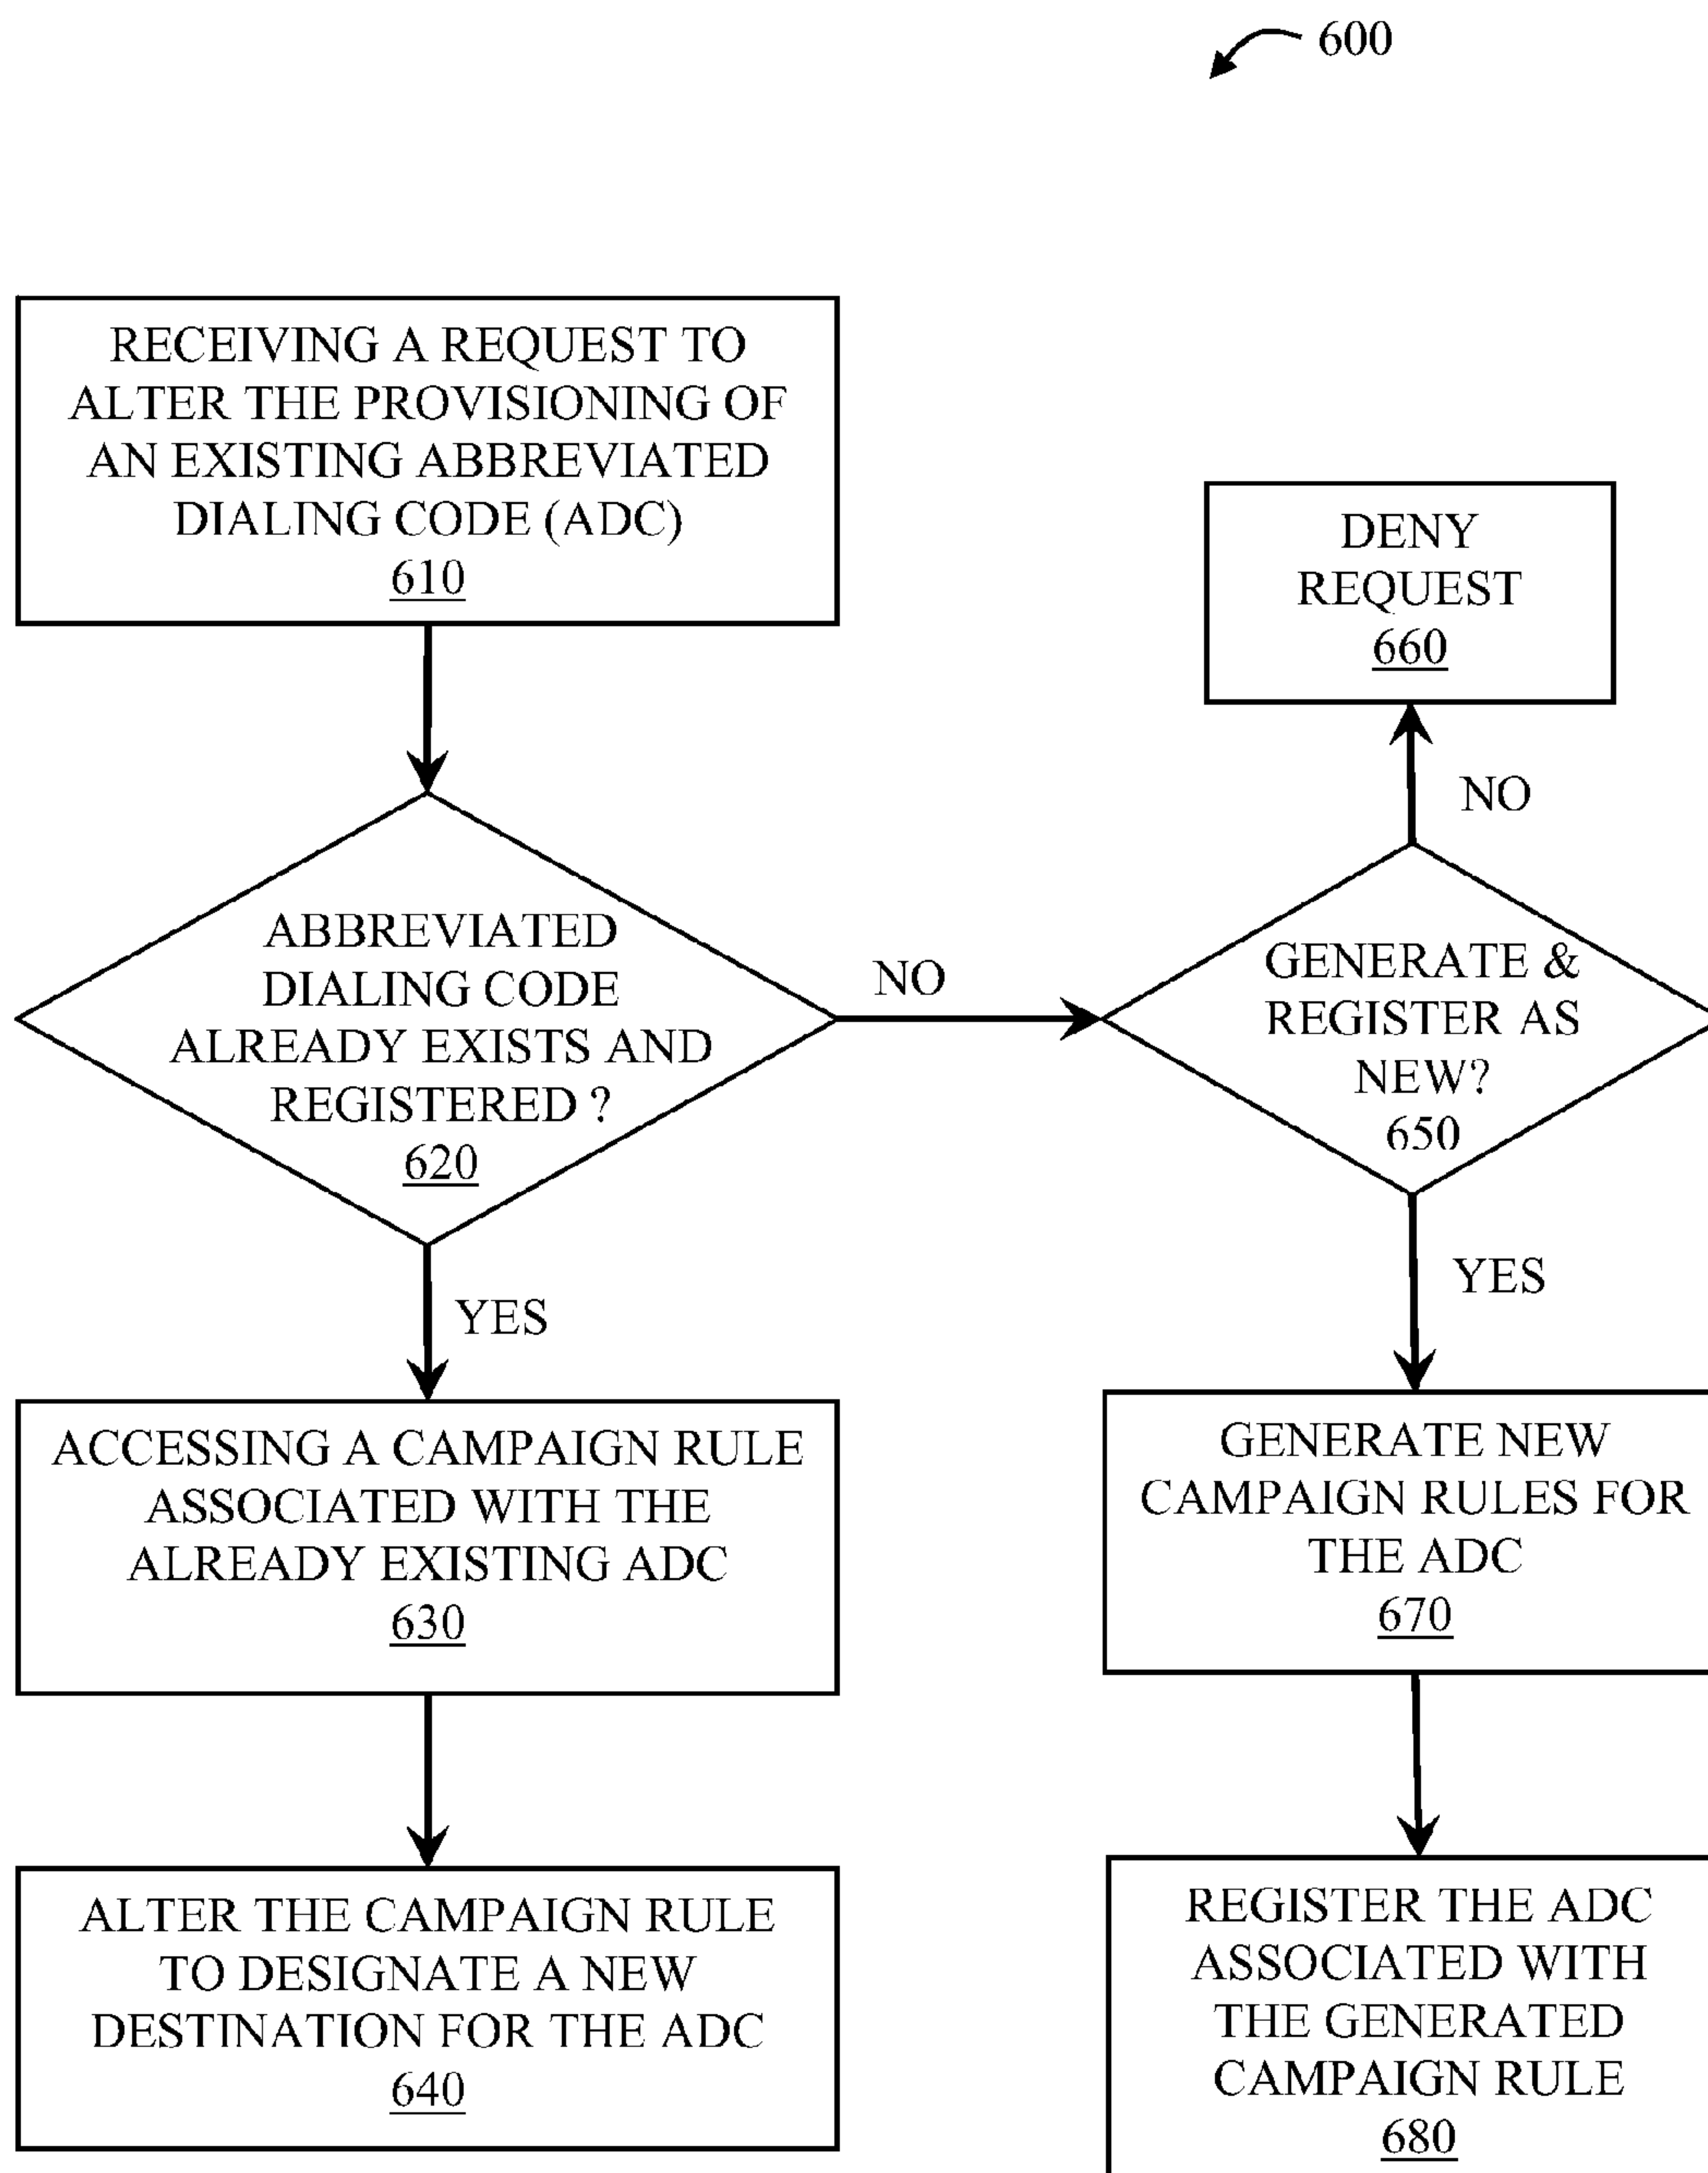 600
RECEIVING A REQUEST TO
ALTER THE PROVISIONING OF
AN EXISTING ABBREVIATED
DIALING CODE (ADC)
610
DENY
REQUEST
660
NO
ABBREVIATED
DIALING CODE
ALREADY EXISTS AND
REGISTERED ?
620
NO
GENERATE &
REGISTER AS
NEW?
650
YES
YES
ACCESSING A CAMPAIGN RULE
ASSOCIATED WITH THE
ALREADY EXISTING ADC
630
GENERATE NEW
CAMPAIGN RULES FOR
THE ADC
670
ALTER THE CAMPAIGN RULE
TO DESIGNATE A NEW
DESTINATION FOR THE ADC
640
REGISTER THE ADC
ASSOCIATED WITH
THE GENERATED
CAMPAIGN RULE
680